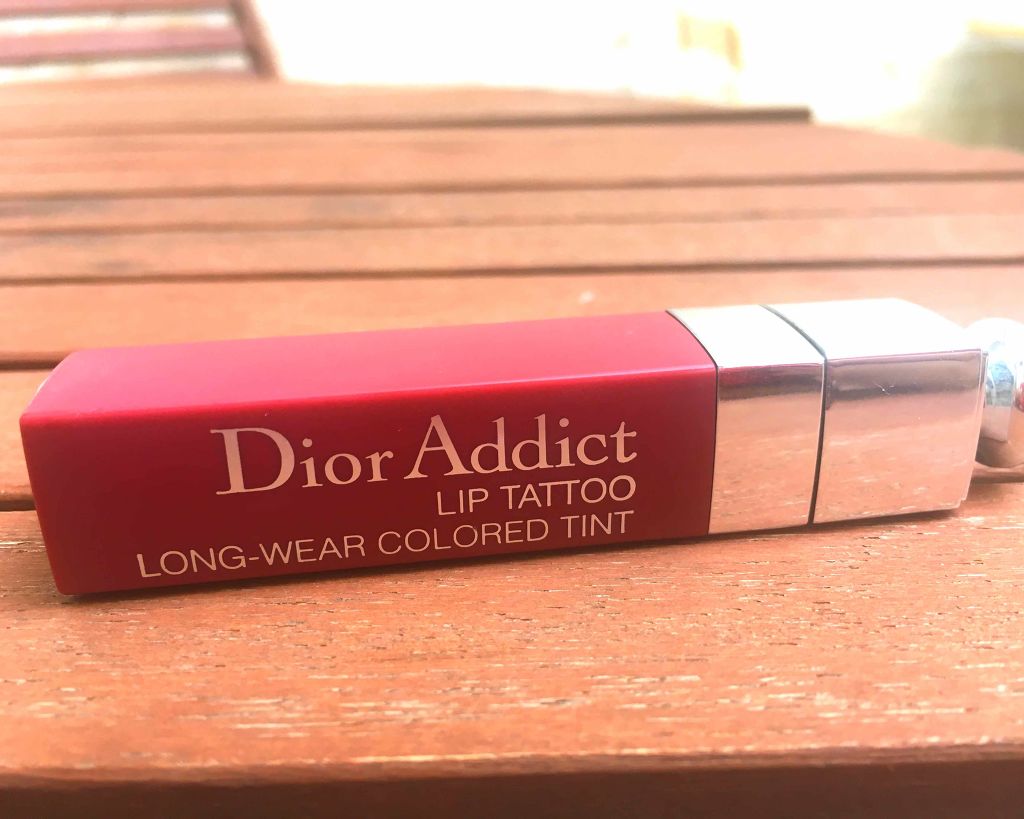 Dior Addict
LIP TATTOO
LONG-WEAR COLORED TINT